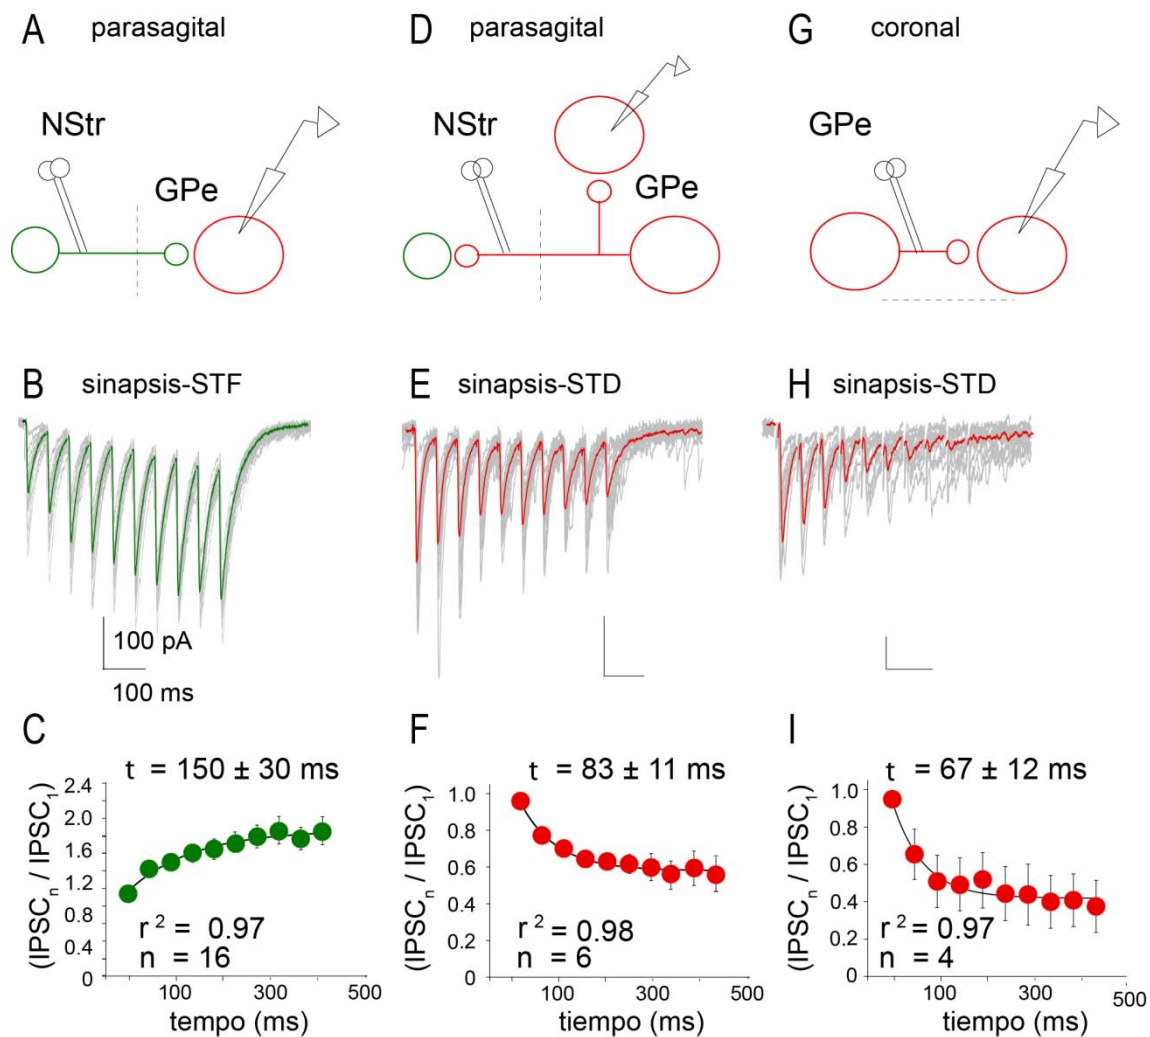 A parasagital
NStr
GPe
B sinapsis-STF
100 pA
100 ms
C
t = 150 ± 30 ms
(IPSCn / IPSC1)
2.4
2.0
1.6
1.2
0.8
0.4
0
r² = 0.97
n = 16
100 300 500
tempo (ms)
D parasagital
NStr
GPe
E sinapsis-STD
F
t = 83 ± 11 ms
(IPSCn / IPSC1)
1.0
0.8
0.6
0.4
0.2
0
r² = 0.98
n = 6
100 300 500
tiempo (ms)
G coronal
GPe
H sinapsis-STD
I
t = 67 ± 12 ms
(IPSCn / IPSC1)
1.0
0.8
0.6
0.4
0.2
0
r² = 0.97
n = 4
100 300 500
tiempo (ms)